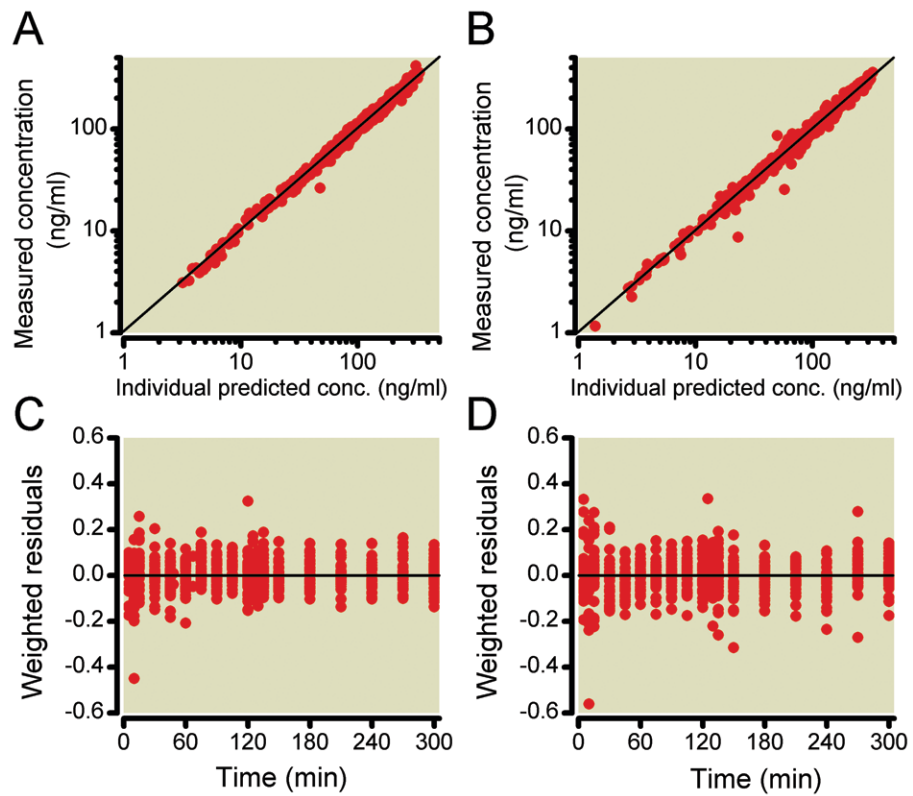 A
B
Measured concentration
(ng/ml)
100
10
1
1
10
100
Individual predicted conc. (ng/ml)
Measured concentration
(ng/ml)
100
10
1
1
10
100
Individual predicted conc. (ng/ml)
C
D
Weighted residuals
0.6
0.4
0.2
0.0
-0.2
-0.4
-0.6
0
60
120
180
240
300
Time (min)
Weighted residuals
0.6
0.4
0.2
0.0
-0.2
-0.4
-0.6
0
60
120
180
240
300
Time (min)